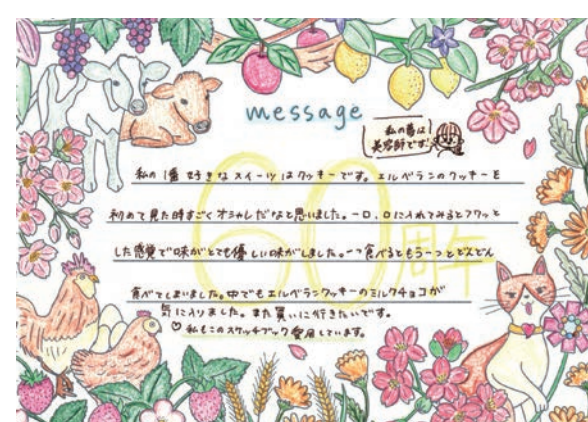 message
私の夢は
美容師です!
私の1番好きなスイーツはクッキーです。エルベランのクッキーを
初めて見た時すごくオシャレだなと思いました。一口、口に入れてみるとフワッと
した感覚で味がとても優しい味がしました。一つ食べるともう一つとどんどん
食べてしまいました。中でもエルベランクッキーのミルクチョコが
気に入りました。また買いに行きたいです。
♡私もこのスケッチブック愛用しています。
60周年